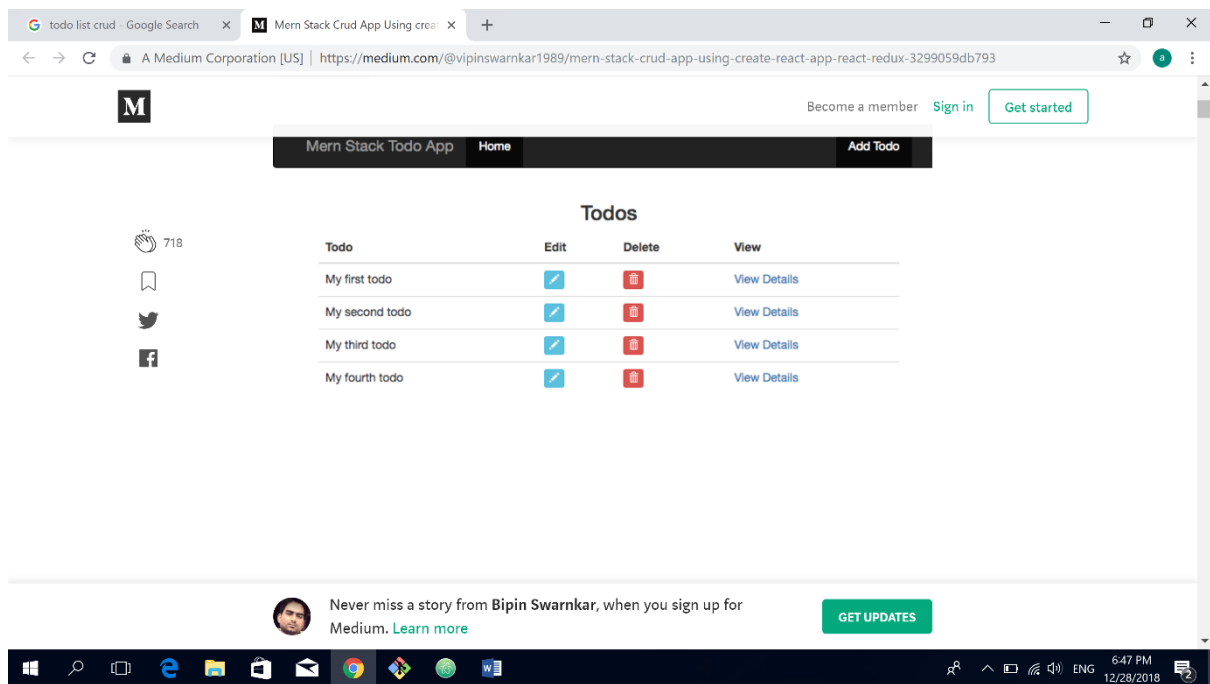 todo list crud - Google Search
Mern Stack Crud App Using creat
A Medium Corporation [US] | https://medium.com/@vipinswarnkar1989/mern-stack-crud-app-using-create-react-app-react-redux-3299059db793
a
M
Become a member Sign in Get started
Mern Stack Todo App Home Add Todo
Todos
718
Todo Edit Delete View
My first todo View Details
My second todo View Details
My third todo View Details
My fourth todo View Details
Never miss a story from Bipin Swarnkar, when you sign up for
Medium. Learn more
GET UPDATES
ENG
6:47 PM
12/28/2018
2